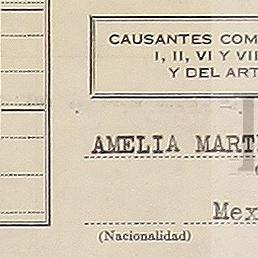 CAUSANTES COM
I, II, VI Y VII
Y DEL ART
AMELIA MART
Mex
(Nacionalidad)